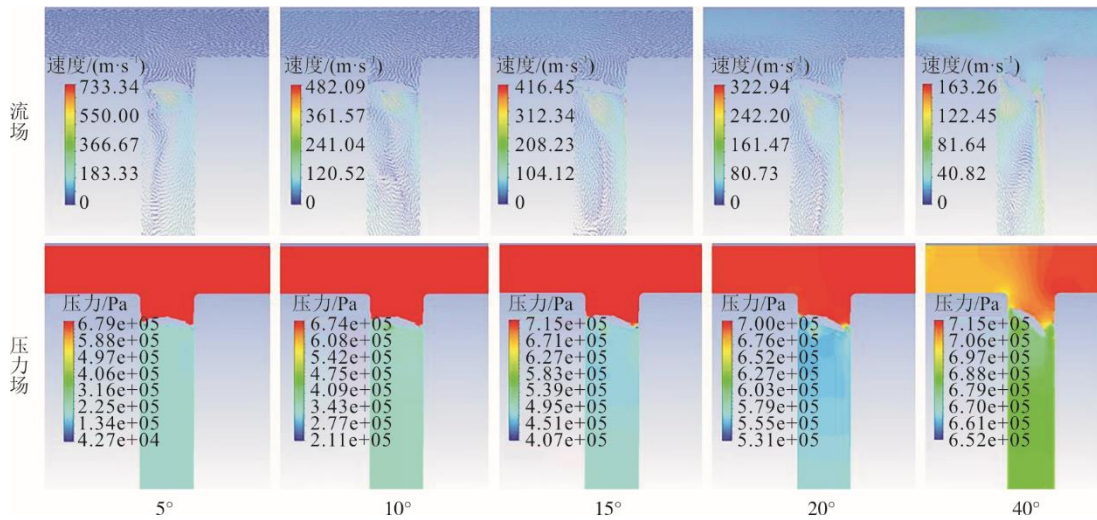 流场
速度/(m·s⁻¹)
733.34
550.00
366.67
183.33
0
速度/(m·s⁻¹)
482.09
361.57
241.04
120.52
0
速度/(m·s⁻¹)
416.45
312.34
208.23
104.12
0
速度/(m·s⁻¹)
322.94
242.20
161.47
80.73
0
速度/(m·s⁻¹)
163.26
122.45
81.64
40.82
0
压力场
压力/Pa
6.79e+05
5.88e+05
4.97e+05
4.06e+05
3.16e+05
2.25e+05
1.34e+05
4.27e+04
压力/Pa
6.74e+05
6.08e+05
5.42e+05
4.75e+05
4.09e+05
3.43e+05
2.77e+05
2.11e+05
压力/Pa
7.15e+05
6.71e+05
6.27e+05
5.83e+05
5.39e+05
4.95e+05
4.51e+05
4.07e+05
压力/Pa
7.00e+05
6.76e+05
6.52e+05
6.27e+05
6.03e+05
5.79e+05
5.55e+05
5.31e+05
压力/Pa
7.15e+05
7.06e+05
6.97e+05
6.88e+05
6.79e+05
6.70e+05
6.61e+05
6.52e+05
5°
10°
15°
20°
40°